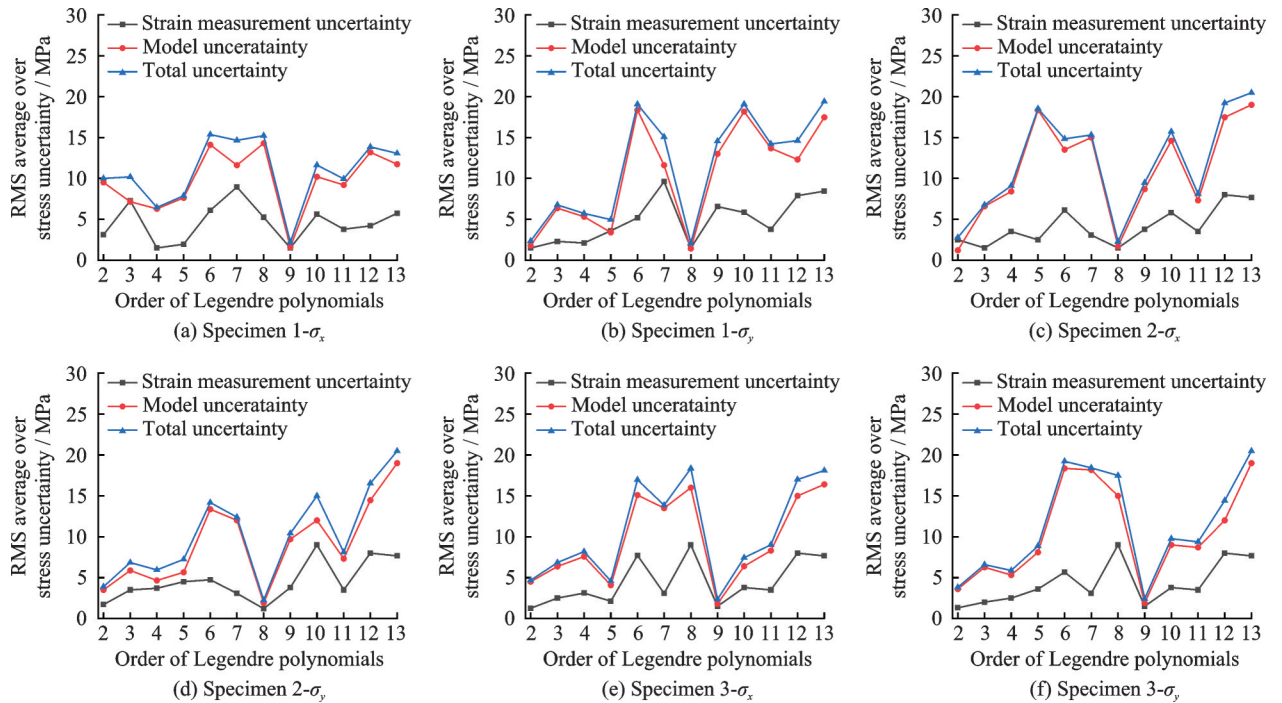 30
25
20
15
10
5
0
RMS average over
stress uncertainty / MPa
Strain measurement uncertainty
Model unceratainty
Total uncertainty
2 3 4 5 6 7 8 9 10 11 12 13
Order of Legendre polynomials
(a) Specimen 1-σx
30
25
20
15
10
5
0
RMS average over
stress uncertainty / MPa
Strain measurement uncertainty
Model unceratainty
Total uncertainty
2 3 4 5 6 7 8 9 10 11 12 13
Order of Legendre polynomials
(b) Specimen 1-σy
30
25
20
15
10
5
0
RMS average over
stress uncertainty / MPa
Strain measurement uncertainty
Model unceratainty
Total uncertainty
2 3 4 5 6 7 8 9 10 11 12 13
Order of Legendre polynomials
(c) Specimen 2-σx
30
25
20
15
10
5
0
RMS average over
stress uncertainty / MPa
Strain measurement uncertainty
Model unceratainty
Total uncertainty
2 3 4 5 6 7 8 9 10 11 12 13
Order of Legendre polynomials
(d) Specimen 2-σy
30
25
20
15
10
5
0
RMS average over
stress uncertainty / MPa
Strain measurement uncertainty
Model unceratainty
Total uncertainty
2 3 4 5 6 7 8 9 10 11 12 13
Order of Legendre polynomials
(e) Specimen 3-σx
30
25
20
15
10
5
0
RMS average over
stress uncertainty / MPa
Strain measurement uncertainty
Model unceratainty
Total uncertainty
2 3 4 5 6 7 8 9 10 11 12 13
Order of Legendre polynomials
(f) Specimen 3-σy